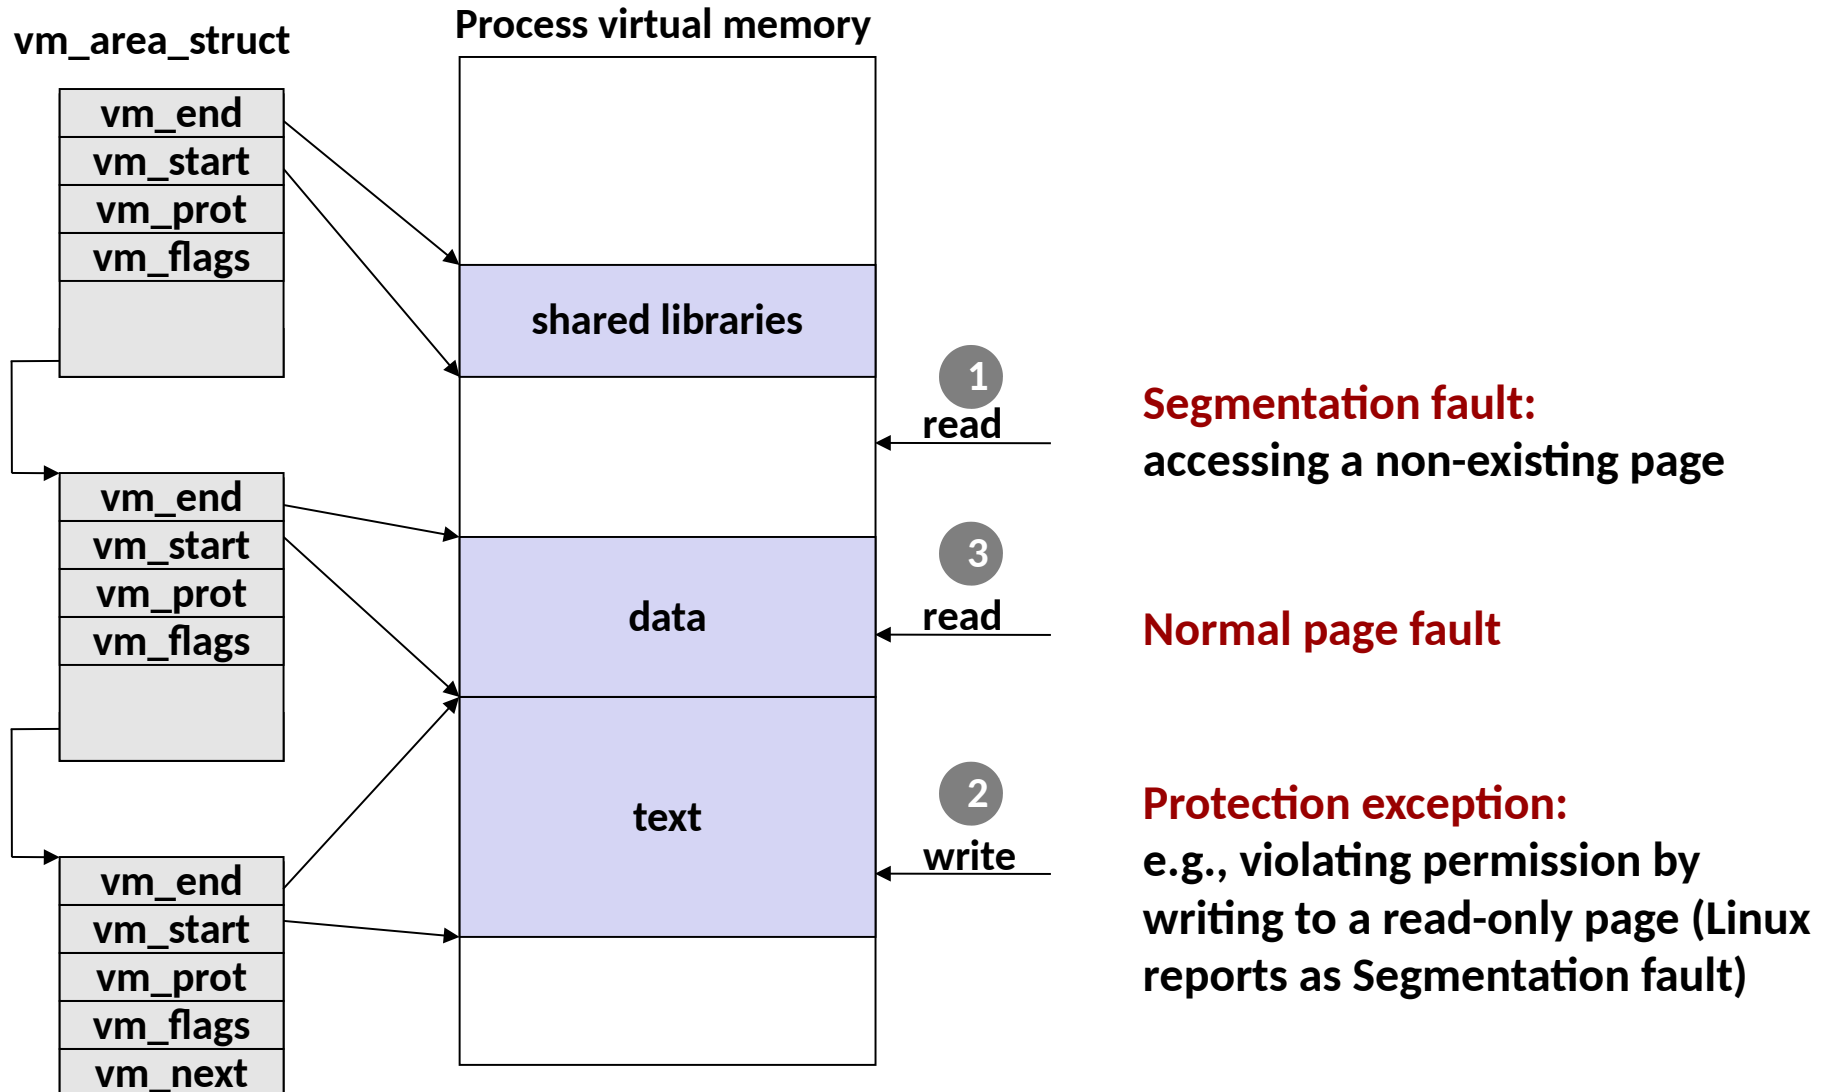 Process virtual memory
vm_area_struct
vm_end
vm_start
vm_prot
vm_flags
shared libraries
1
read
Segmentation fault:
accessing a non-existing page
vm_end
vm_start
vm_prot
vm_flags
data
3
read
Normal page fault
text
2
write
Protection exception:
e.g., violating permission by
writing to a read-only page (Linux
reports as Segmentation fault)
vm_end
vm_start
vm_prot
vm_flags
vm_next